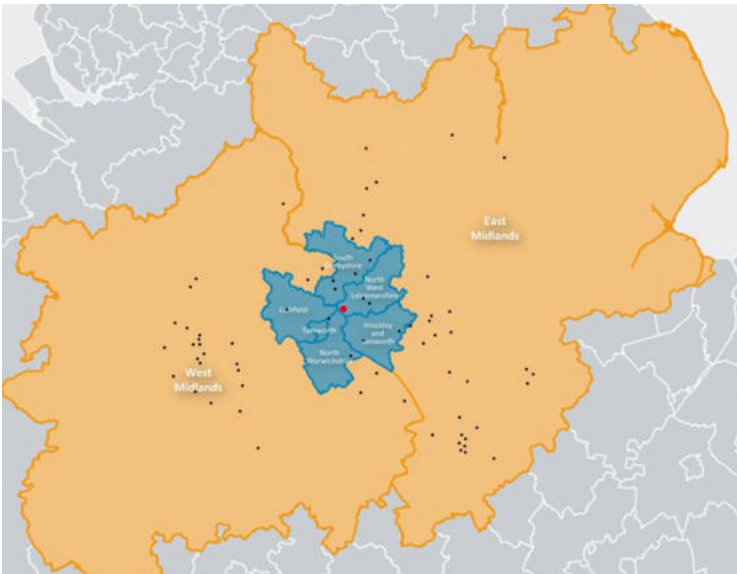 East
Midlands
South
Derbyshire
North
West
Leicestershire
Lichfield
Tamworth
Hinckley
and
Bosworth
North
Warwickshire
West
Midlands